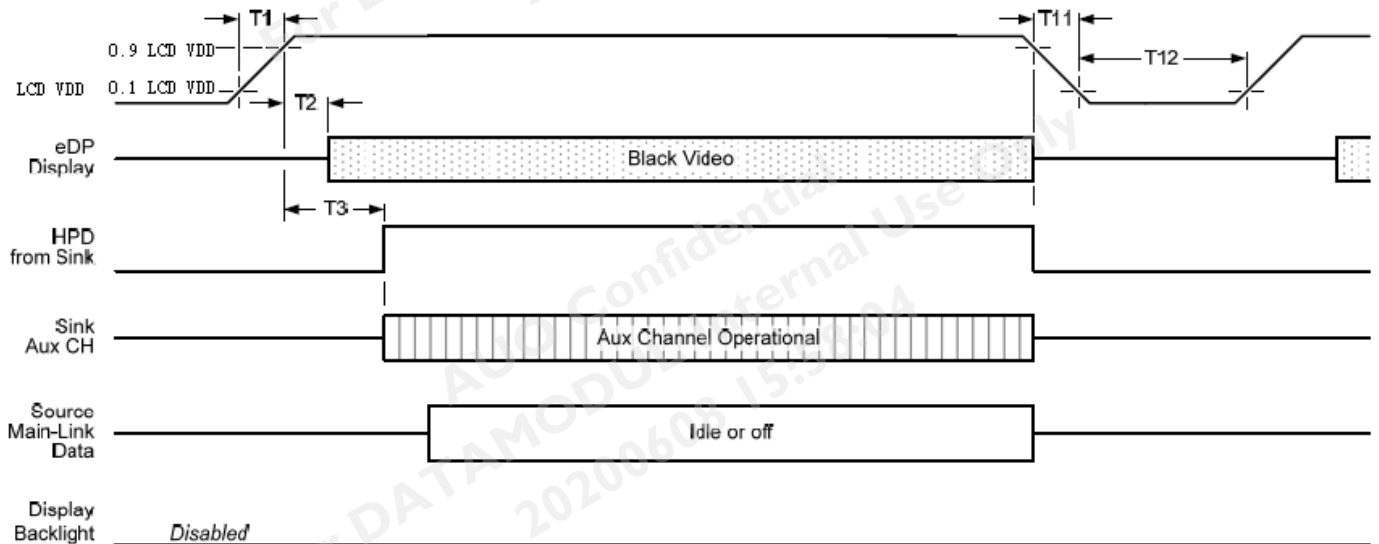 T1
T11
0.9 LCD VDD
T12
LCD VDD 0.1 LCD VDD
T2
eDP
Display
Black Video
T3
HPD
from Sink
Sink
Aux CH
Aux Channel Operational
Source
Main-Link
Data
Idle or off
Display
Backlight
Disabled
AUO Confidential
For DATAMODUL Internal Use Only
20200608 15:58:04